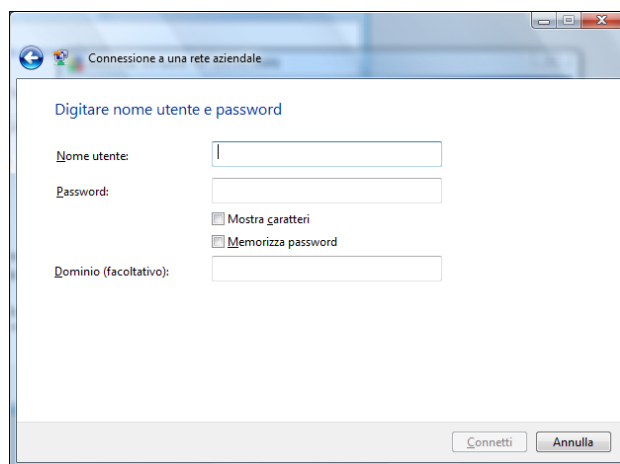 Connessione a una rete aziendale
Digitare nome utente e password
Nome utente:
Password:
Mostra caratteri
Memorizza password
Dominio (facoltativo):
Connetti Annulla